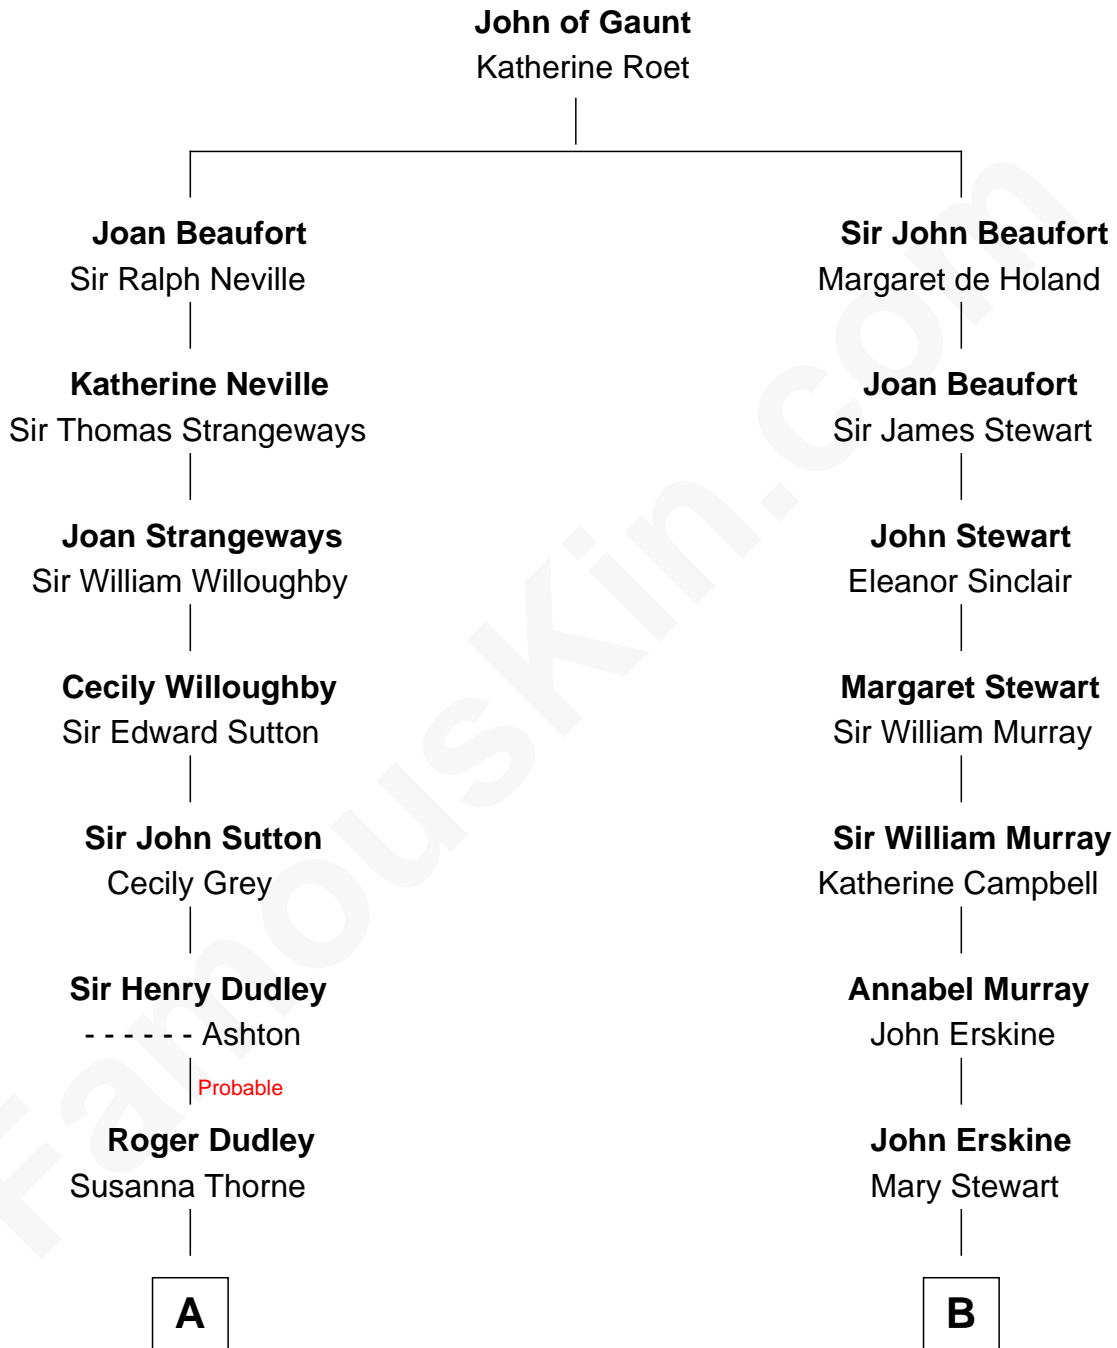 John of Gaunt
Katherine Roet
Joan Beaufort
Sir Ralph Neville
Sir John Beaufort
Margaret de Holand
Katherine Neville
Sir Thomas Strangeways
Joan Beaufort
Sir James Stewart
Joan Strangeways
Sir William Willoughby
John Stewart
Eleanor Sinclair
Cecily Willoughby
Sir Edward Sutton
Margaret Stewart
Sir William Murray
Sir John Sutton
Cecily Grey
Sir William Murray
Katherine Campbell
Sir Henry Dudley
- - - - - - Ashton
Annabel Murray
John Erskine
Probable
Roger Dudley
Susanna Thorne
John Erskine
Mary Stewart
A
B
FamousKin.com